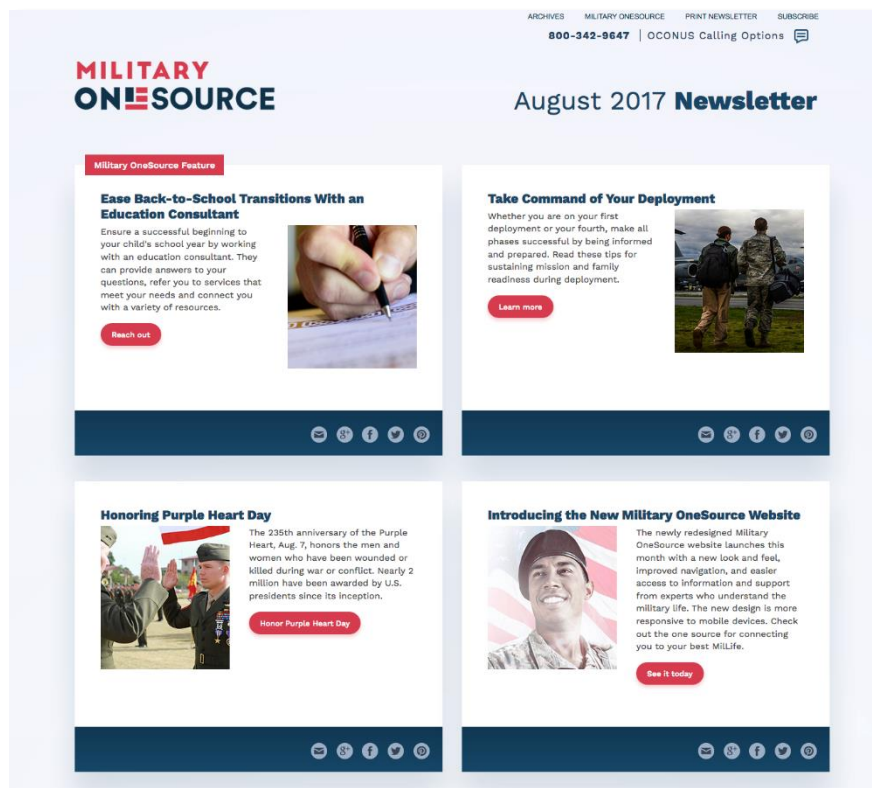 ARCHIVES MILITARY ONESOURCE PRINT NEWSLETTER SUBSCRIBE
800-342-9647 | OCONUS Calling Options
MILITARY
ONESOURCE
August 2017 Newsletter
Military OneSource Feature
Ease Back-to-School Transitions With an
Education Consultant
Ensure a successful beginning to
your child's school year by working
with an education consultant. They
can provide answers to your
questions, refer you to services that
meet your needs and connect you
with a variety of resources.
Reach out
Take Command of Your Deployment
Whether you are on your first
deployment or your fourth, make all
phases successful by being informed
and prepared. Read these tips for
sustaining mission and family
readiness during deployment.
Learn more
Honoring Purple Heart Day
The 235th anniversary of the Purple
Heart, Aug. 7, honors the men and
women who have been wounded or
killed during war or conflict. Nearly 2
million have been awarded by U.S.
presidents since its inception.
Honor Purple Heart Day
Introducing the New Military OneSource Website
The newly redesigned Military
OneSource website launches this
month with a new look and feel,
improved navigation, and easier
access to information and support
from experts who understand the
military life. The new design is more
responsive to mobile devices. Check
out the one source for connecting
you to your best MilLife.
See it today